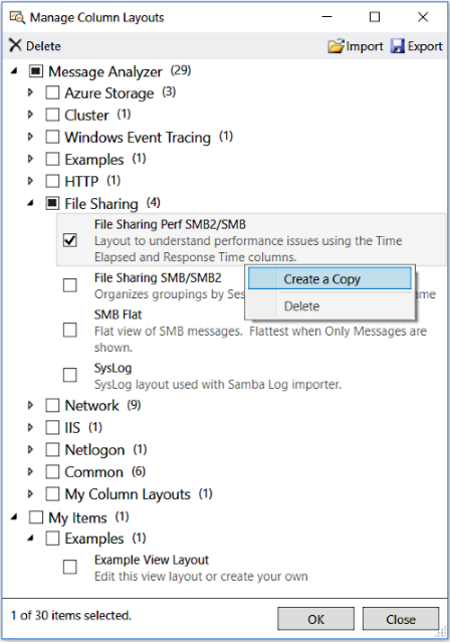 Manage Column Layouts
Delete Import Export
Message Analyzer (29)
Azure Storage (3)
Cluster (1)
Windows Event Tracing (1)
Examples (1)
HTTP (1)
File Sharing (4)
File Sharing Perf SMB2/SMB
Layout to understand performance issues using the Time
Elapsed and Response Time columns.
File Sharing SMB/SMB2
Create a Copy
Organizes groupings by Ses
ame
Delete
SMB Flat
Flat view of SMB messages. Flattest when Only Messages are
shown.
SysLog
SysLog layout used with Samba Log importer.
Network (9)
IIS (1)
Netlogon (1)
Common (6)
My Column Layouts (1)
My Items (1)
Examples (1)
Example View Layout
Edit this view layout or create your own
1 of 30 items selected.
OK Close